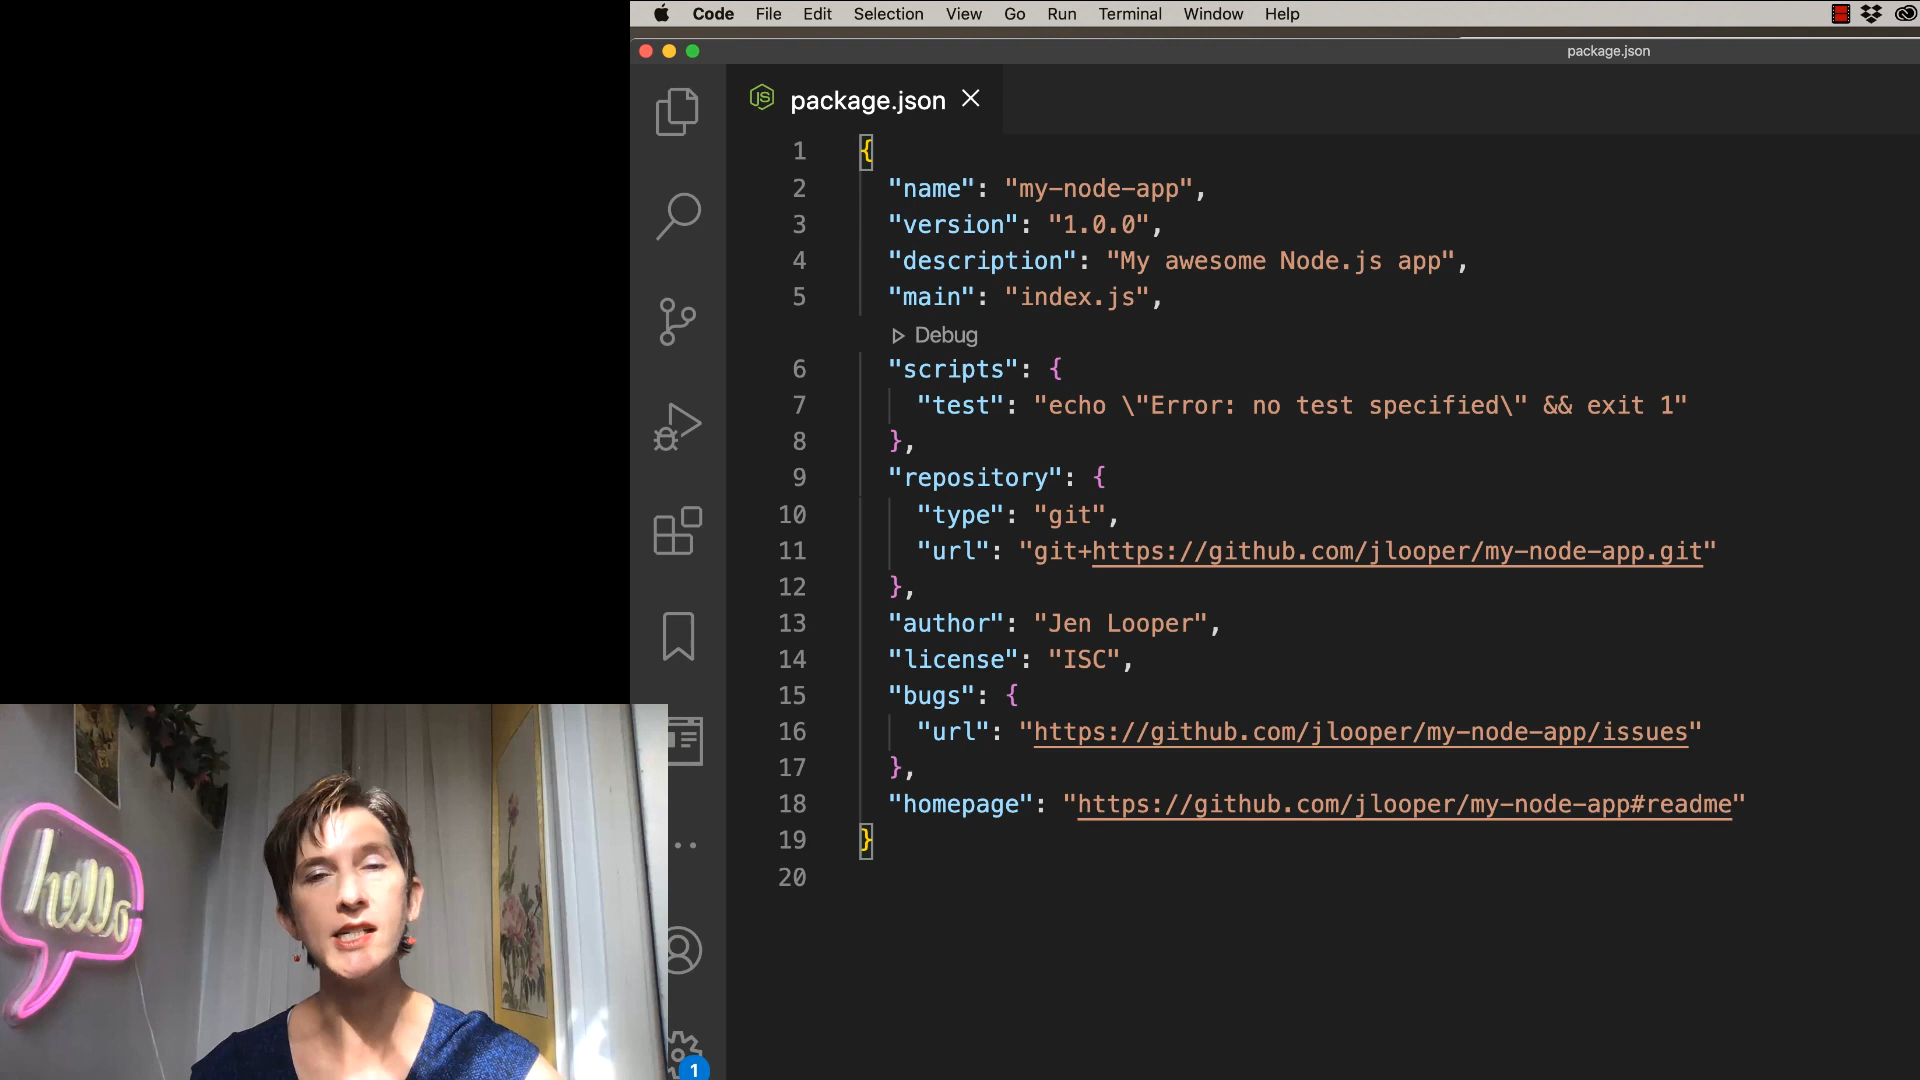 Code File Edit Selection View Go Run Terminal Window Help
package.json
JS package.json
1 {
2 "name": "my-node-app",
3 "version": "1.0.0",
4 "description": "My awesome Node.js app",
5 "main": "index.js",
Debug
6 "scripts": {
7 "test": "echo \"Error: no test specified\" && exit 1"
8 },
9 "repository": {
10 "type": "git",
11 "url": "git+https://github.com/jlooper/my-node-app.git"
12 },
13 "author": "Jen Looper",
14 "license": "ISC",
15 "bugs": {
16 "url": "https://github.com/jlooper/my-node-app/issues"
17 },
18 "homepage": "https://github.com/jlooper/my-node-app#readme"
19 }
20
hello
1